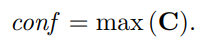 conf = max (C).